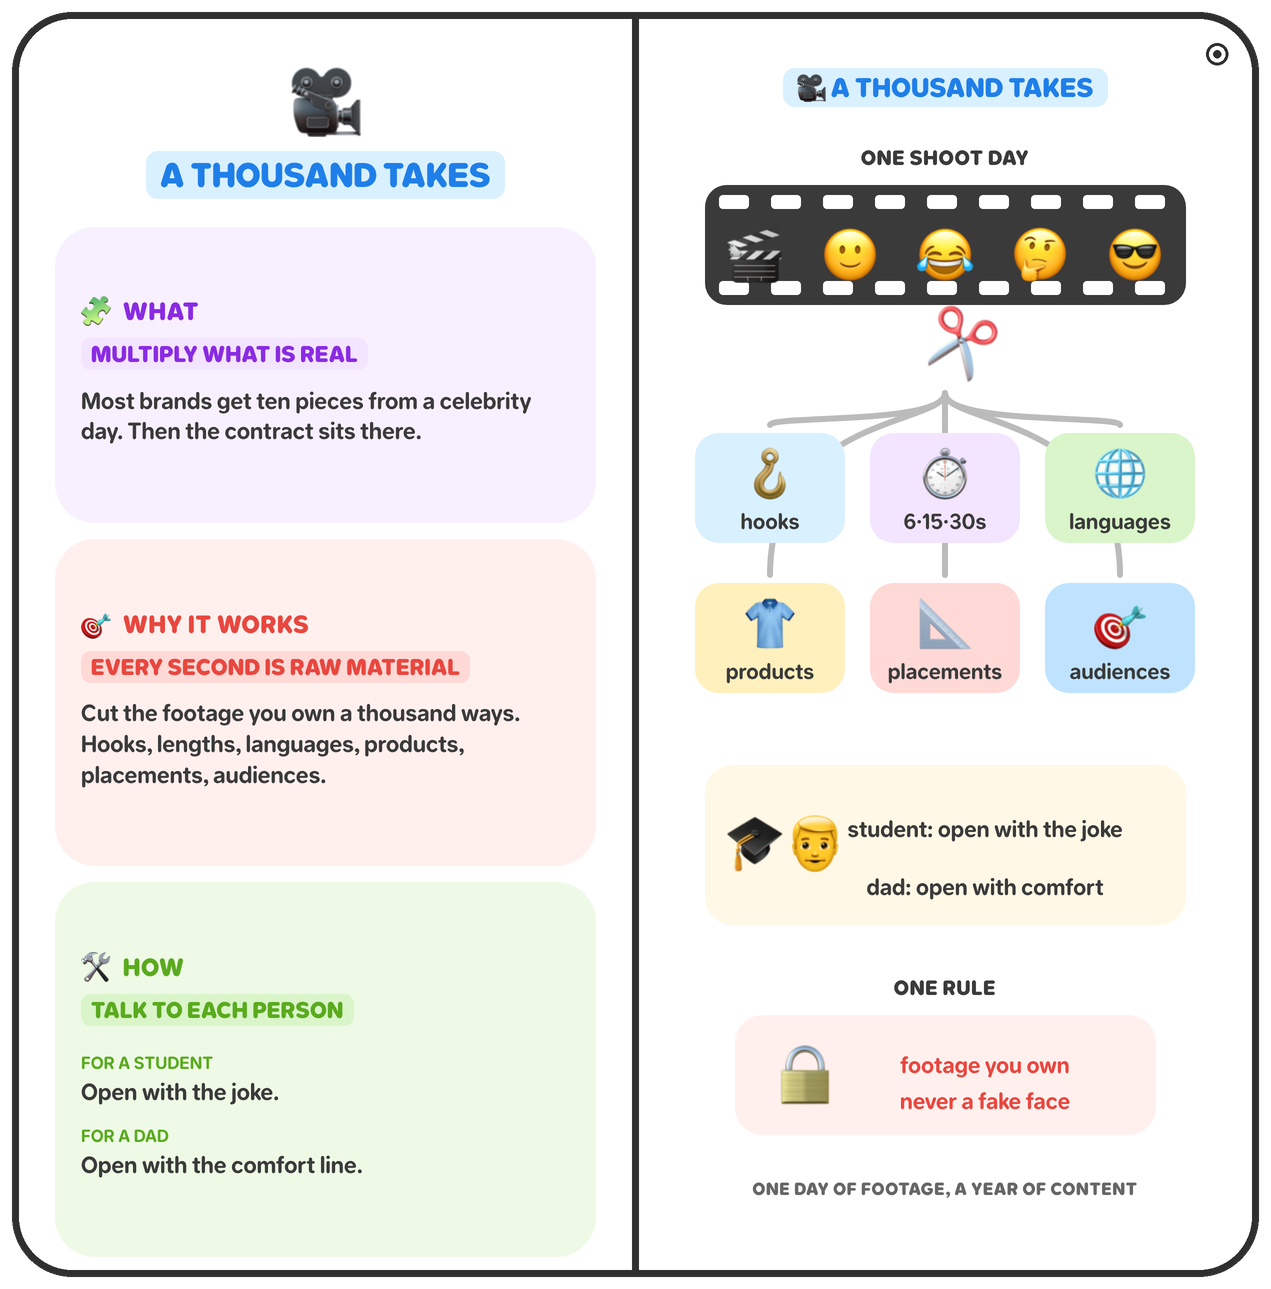 A THOUSAND TAKES
WHAT
MULTIPLY WHAT IS REAL
Most brands get ten pieces from a celebrity
day. Then the contract sits there.
WHY IT WORKS
EVERY SECOND IS RAW MATERIAL
Cut the footage you own a thousand ways.
Hooks, lengths, languages, products,
placements, audiences.
HOW
TALK TO EACH PERSON
FOR A STUDENT
Open with the joke.
FOR A DAD
Open with the comfort line.
A THOUSAND TAKES
ONE SHOOT DAY
hooks
6·15·30s
languages
products
placements
audiences
student: open with the joke
dad: open with comfort
ONE RULE
footage you own
never a fake face
ONE DAY OF FOOTAGE, A YEAR OF CONTENT